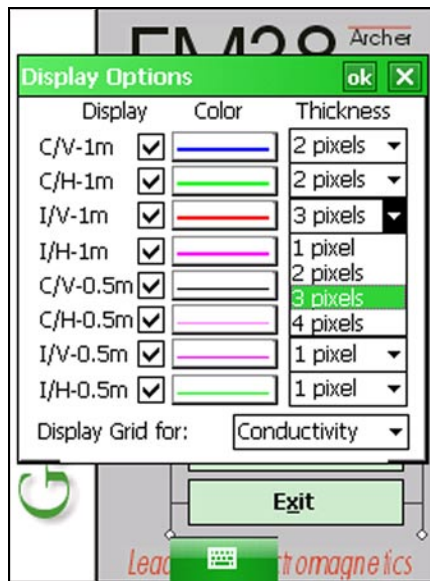 EM38 Archer
Display Options ok
Display Color Thickness
C/V-1m 2 pixels
C/H-1m 2 pixels
I/V-1m 3 pixels
I/H-1m 1 pixel
2 pixels
C/V-0.5m 3 pixels
C/H-0.5m 4 pixels
I/V-0.5m 1 pixel
I/H-0.5m 1 pixel
Display Grid for: Conductivity
G
Exit